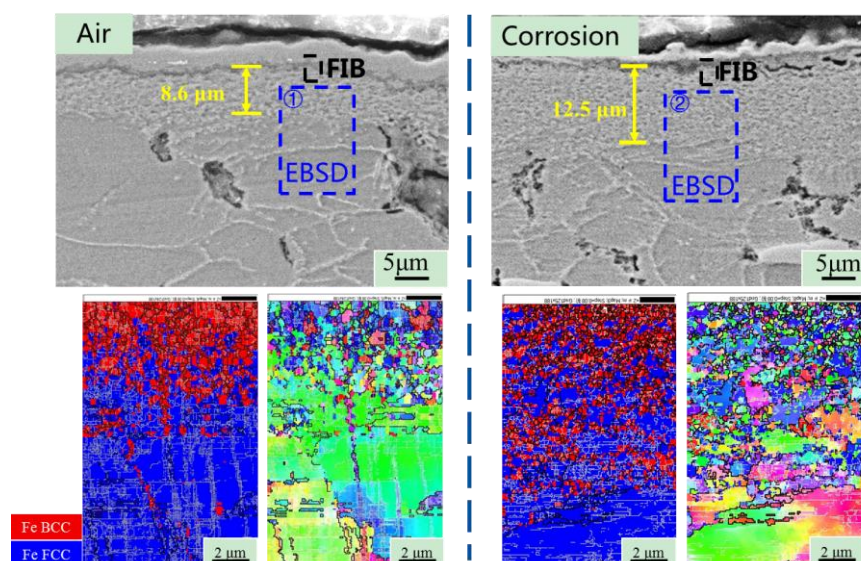 Air
FIB
8.6 μm
①
EBSD
5μm
Corrosion
FIB
12.5 μm
②
EBSD
5μm
Fe BCC
Fe FCC
2 μm
2 μm
2 μm
2 μm